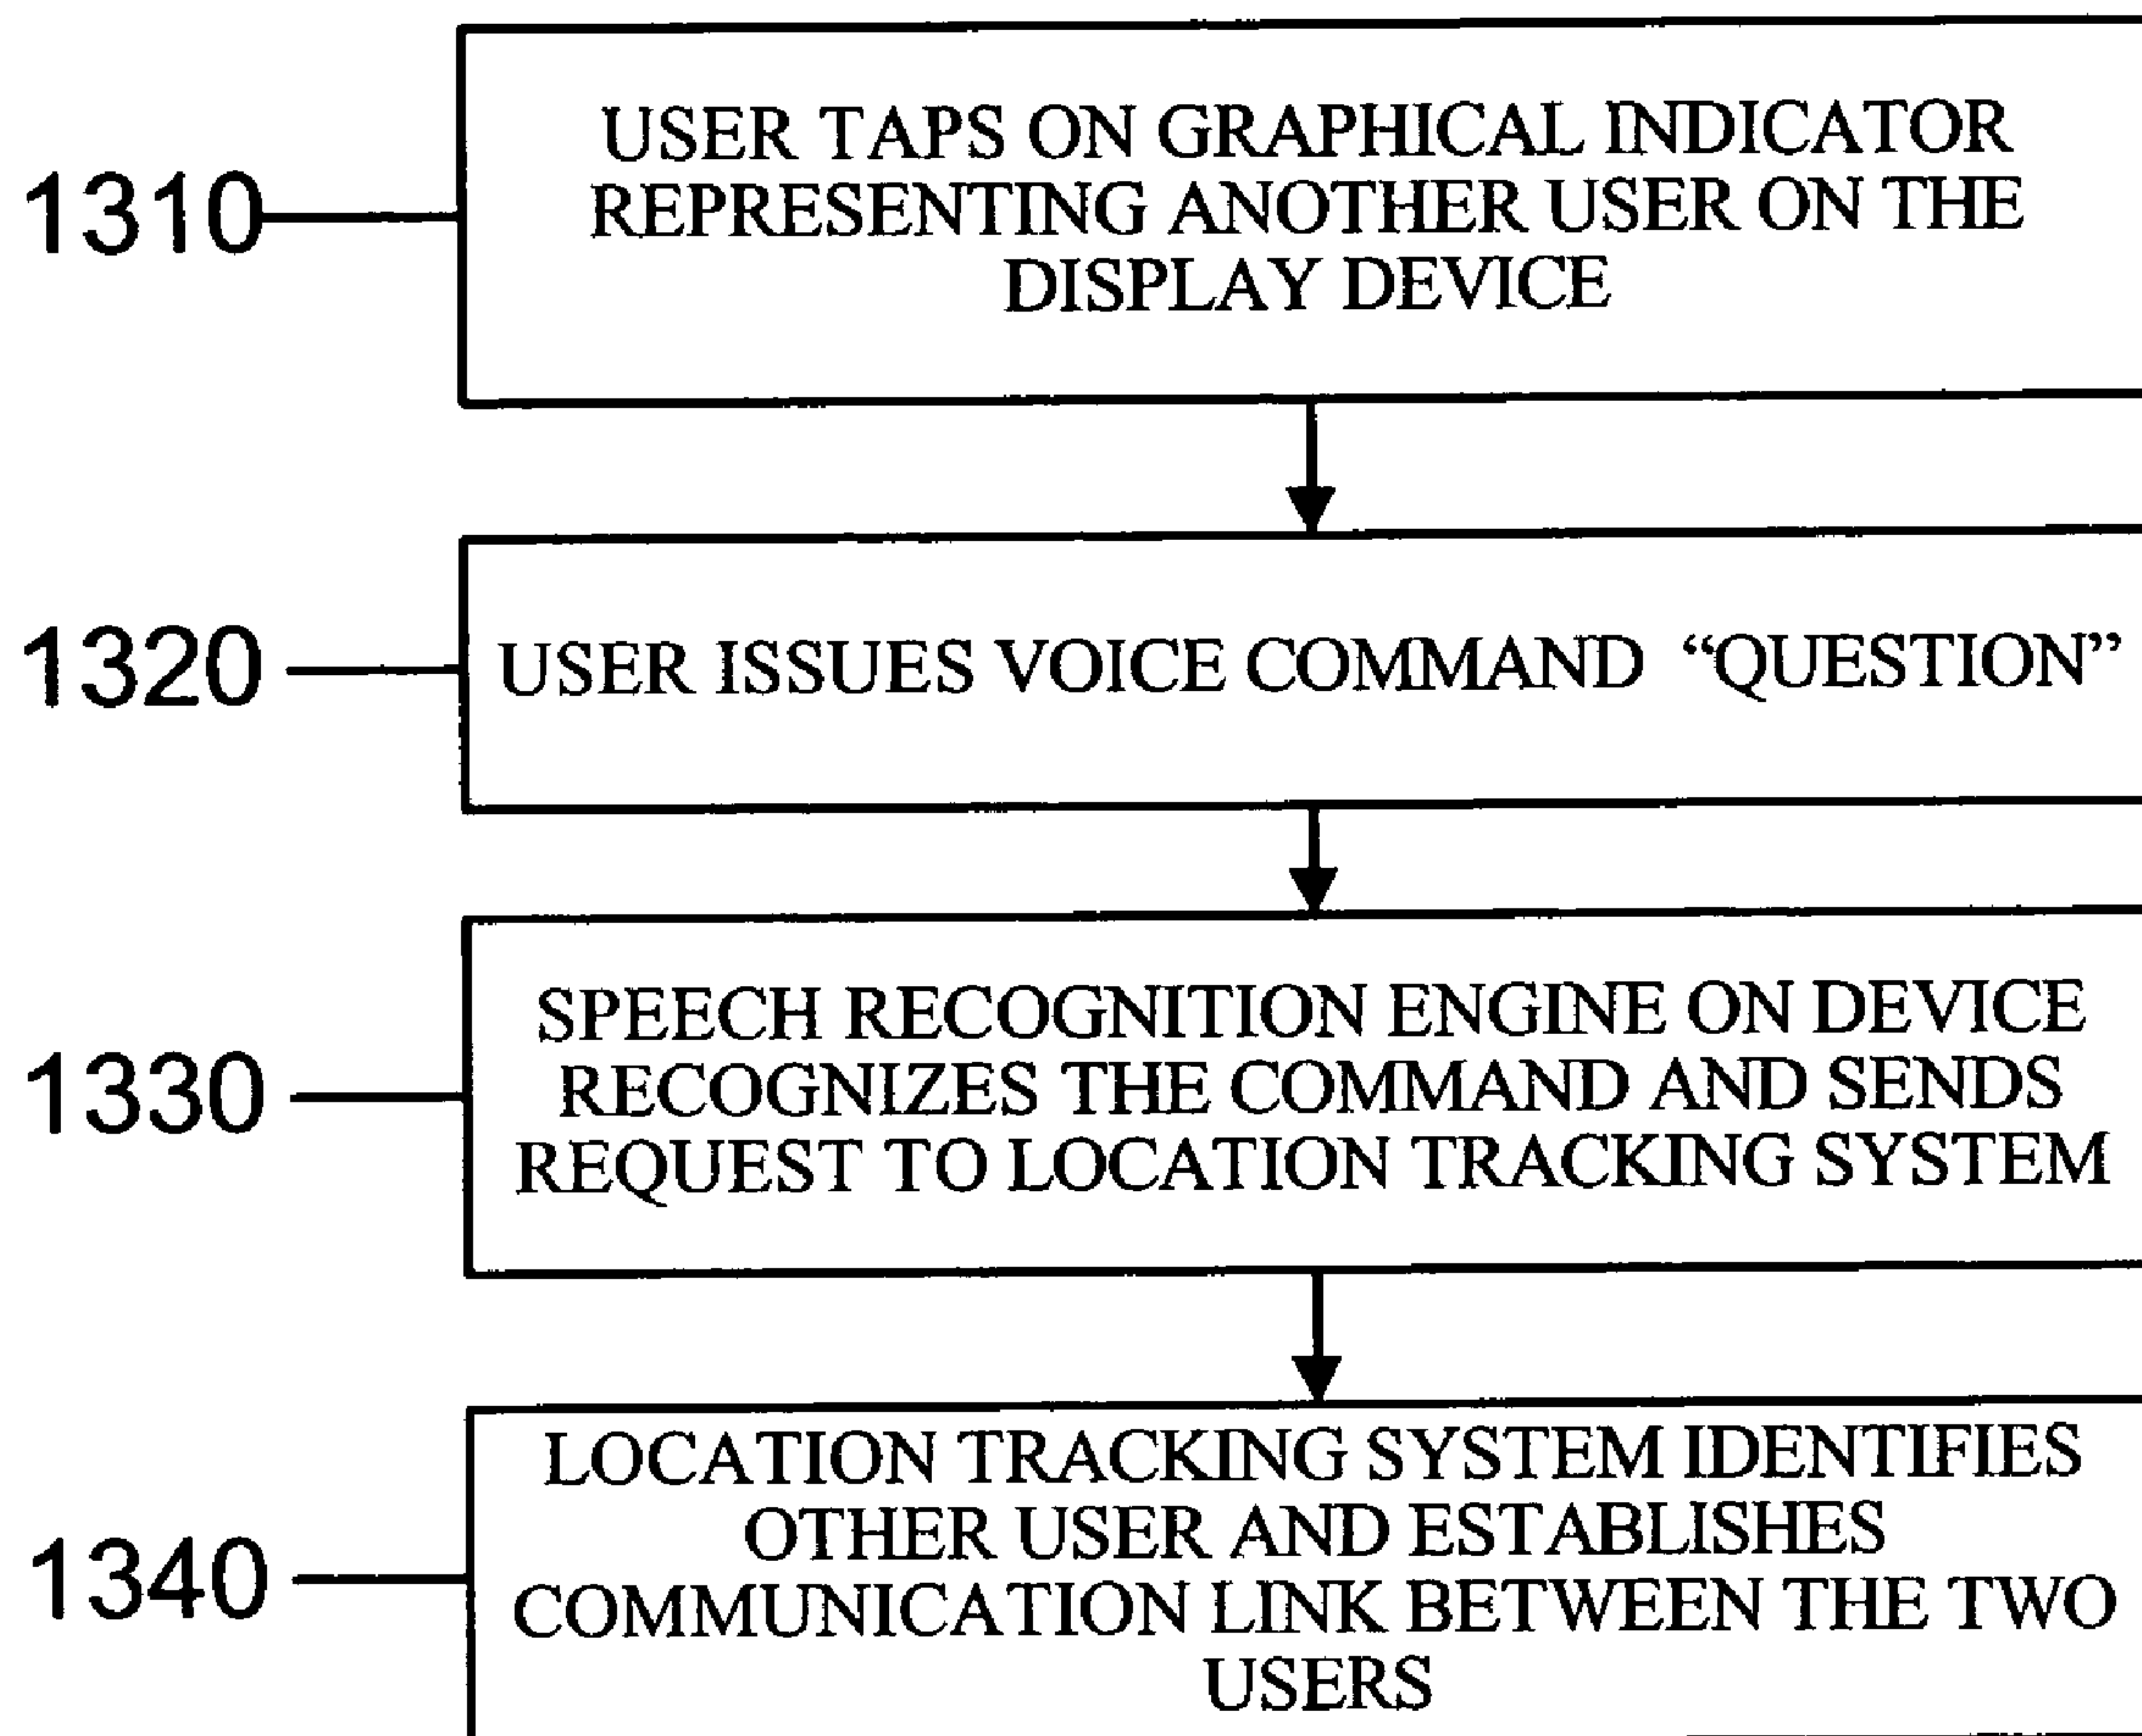 1310
USER TAPS ON GRAPHICAL INDICATOR
REPRESENTING ANOTHER USER ON THE
DISPLAY DEVICE
1320
USER ISSUES VOICE COMMAND “QUESTION”
1330
SPEECH RECOGNITION ENGINE ON DEVICE
RECOGNIZES THE COMMAND AND SENDS
REQUEST TO LOCATION TRACKING SYSTEM
1340
LOCATION TRACKING SYSTEM IDENTIFIES
OTHER USER AND ESTABLISHES
COMMUNICATION LINK BETWEEN THE TWO
USERS